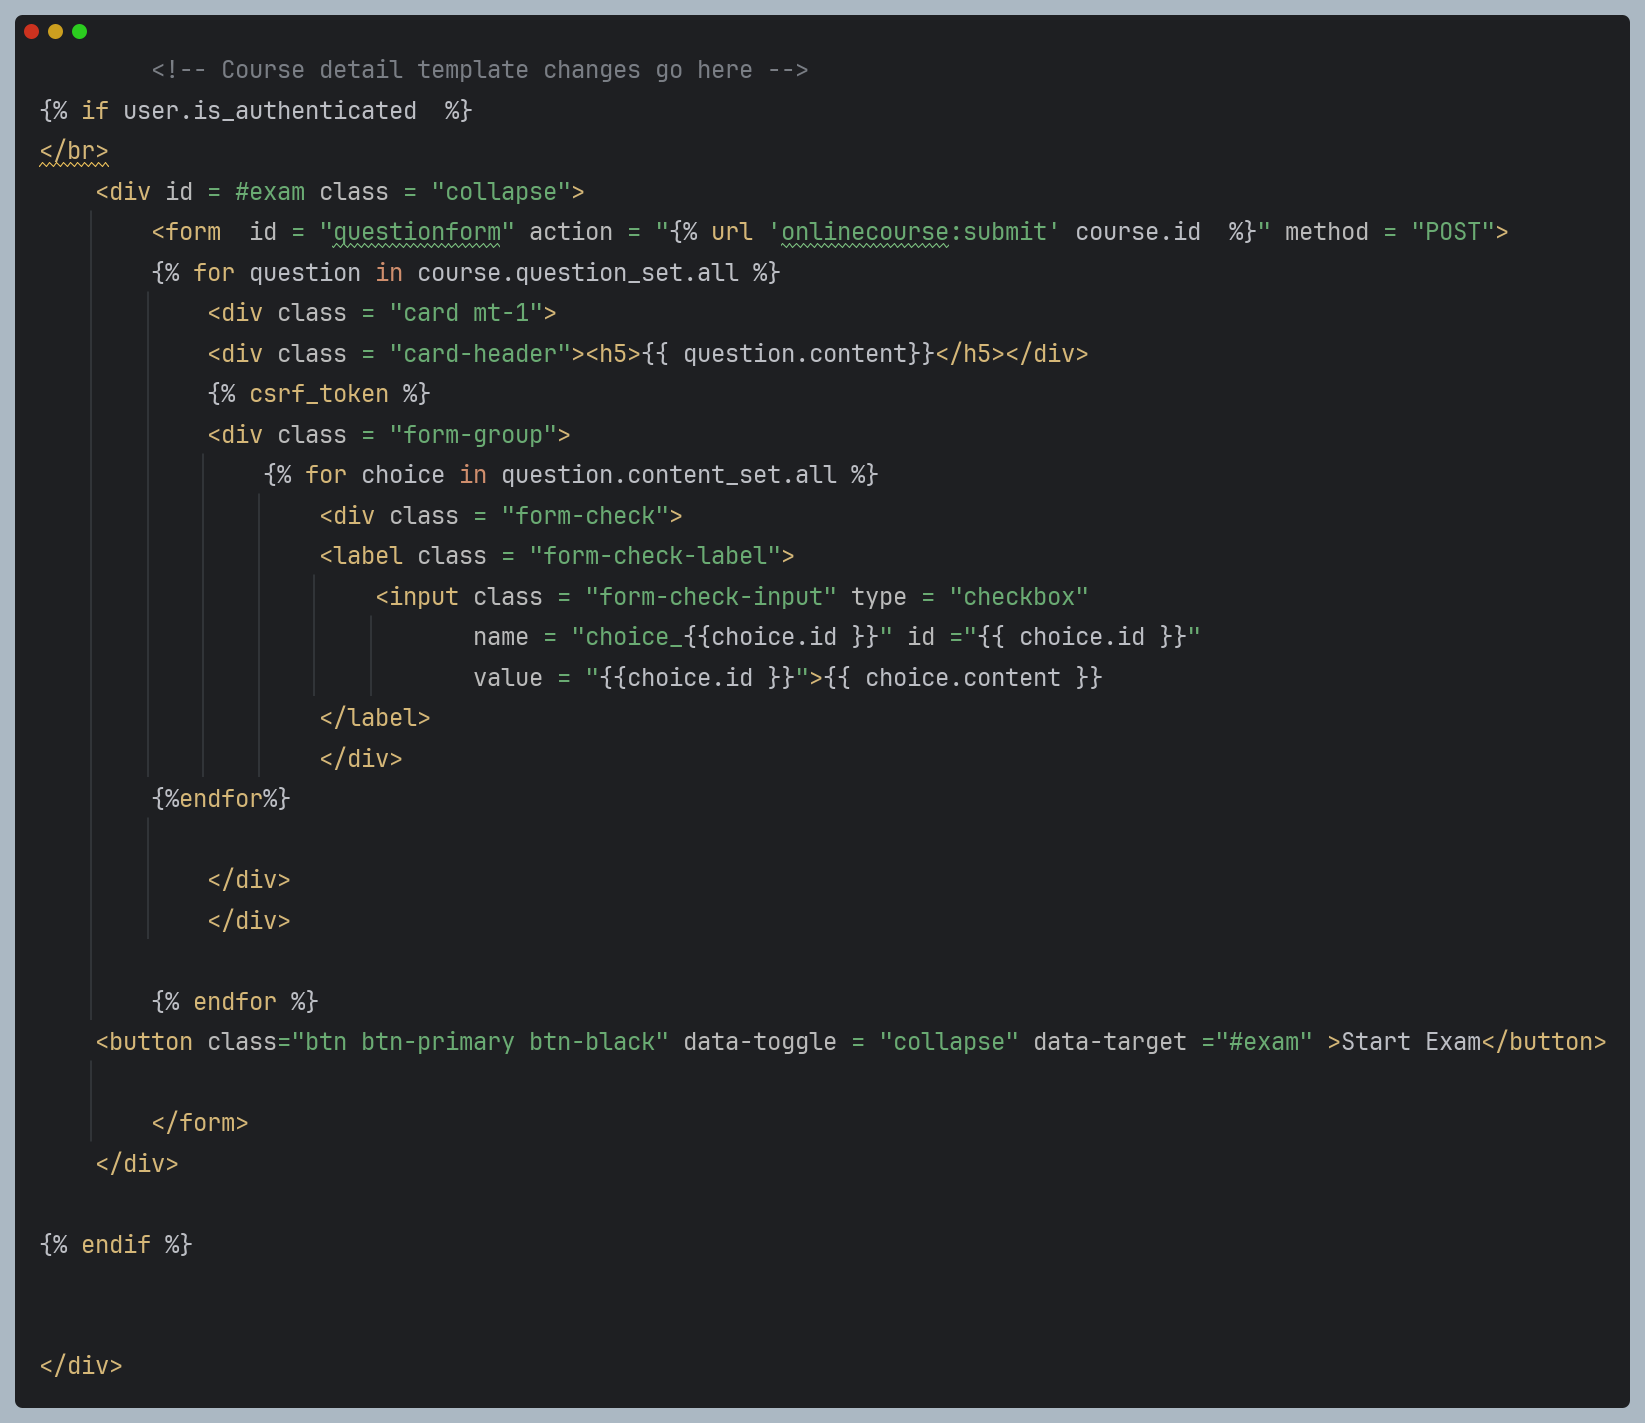 <!-- Course detail template changes go here -->
{% if user.is_authenticated  %}
</br>
<div id = #exam class = "collapse">
<form  id = "questionform" action = "{% url 'onlinecourse:submit' course.id  %}" method = "POST">
{% for question in course.question_set.all %}
<div class = "card mt-1">
<div class = "card-header"><h5>{{ question.content}}</h5></div>
{% csrf_token %}
<div class = "form-group">
{% for choice in question.content_set.all %}
<div class = "form-check">
<label class = "form-check-label">
<input class = "form-check-input" type = "checkbox"
name = "choice_{{choice.id }}" id ="{{ choice.id }}"
value = "{{choice.id }}">{{ choice.content }}
</label>
</div>
{%endfor%}
</div>
</div>
{% endfor %}
<button class="btn btn-primary btn-black" data-toggle = "collapse" data-target ="#exam" >Start Exam</button>
</form>
</div>
{% endif %}
</div>